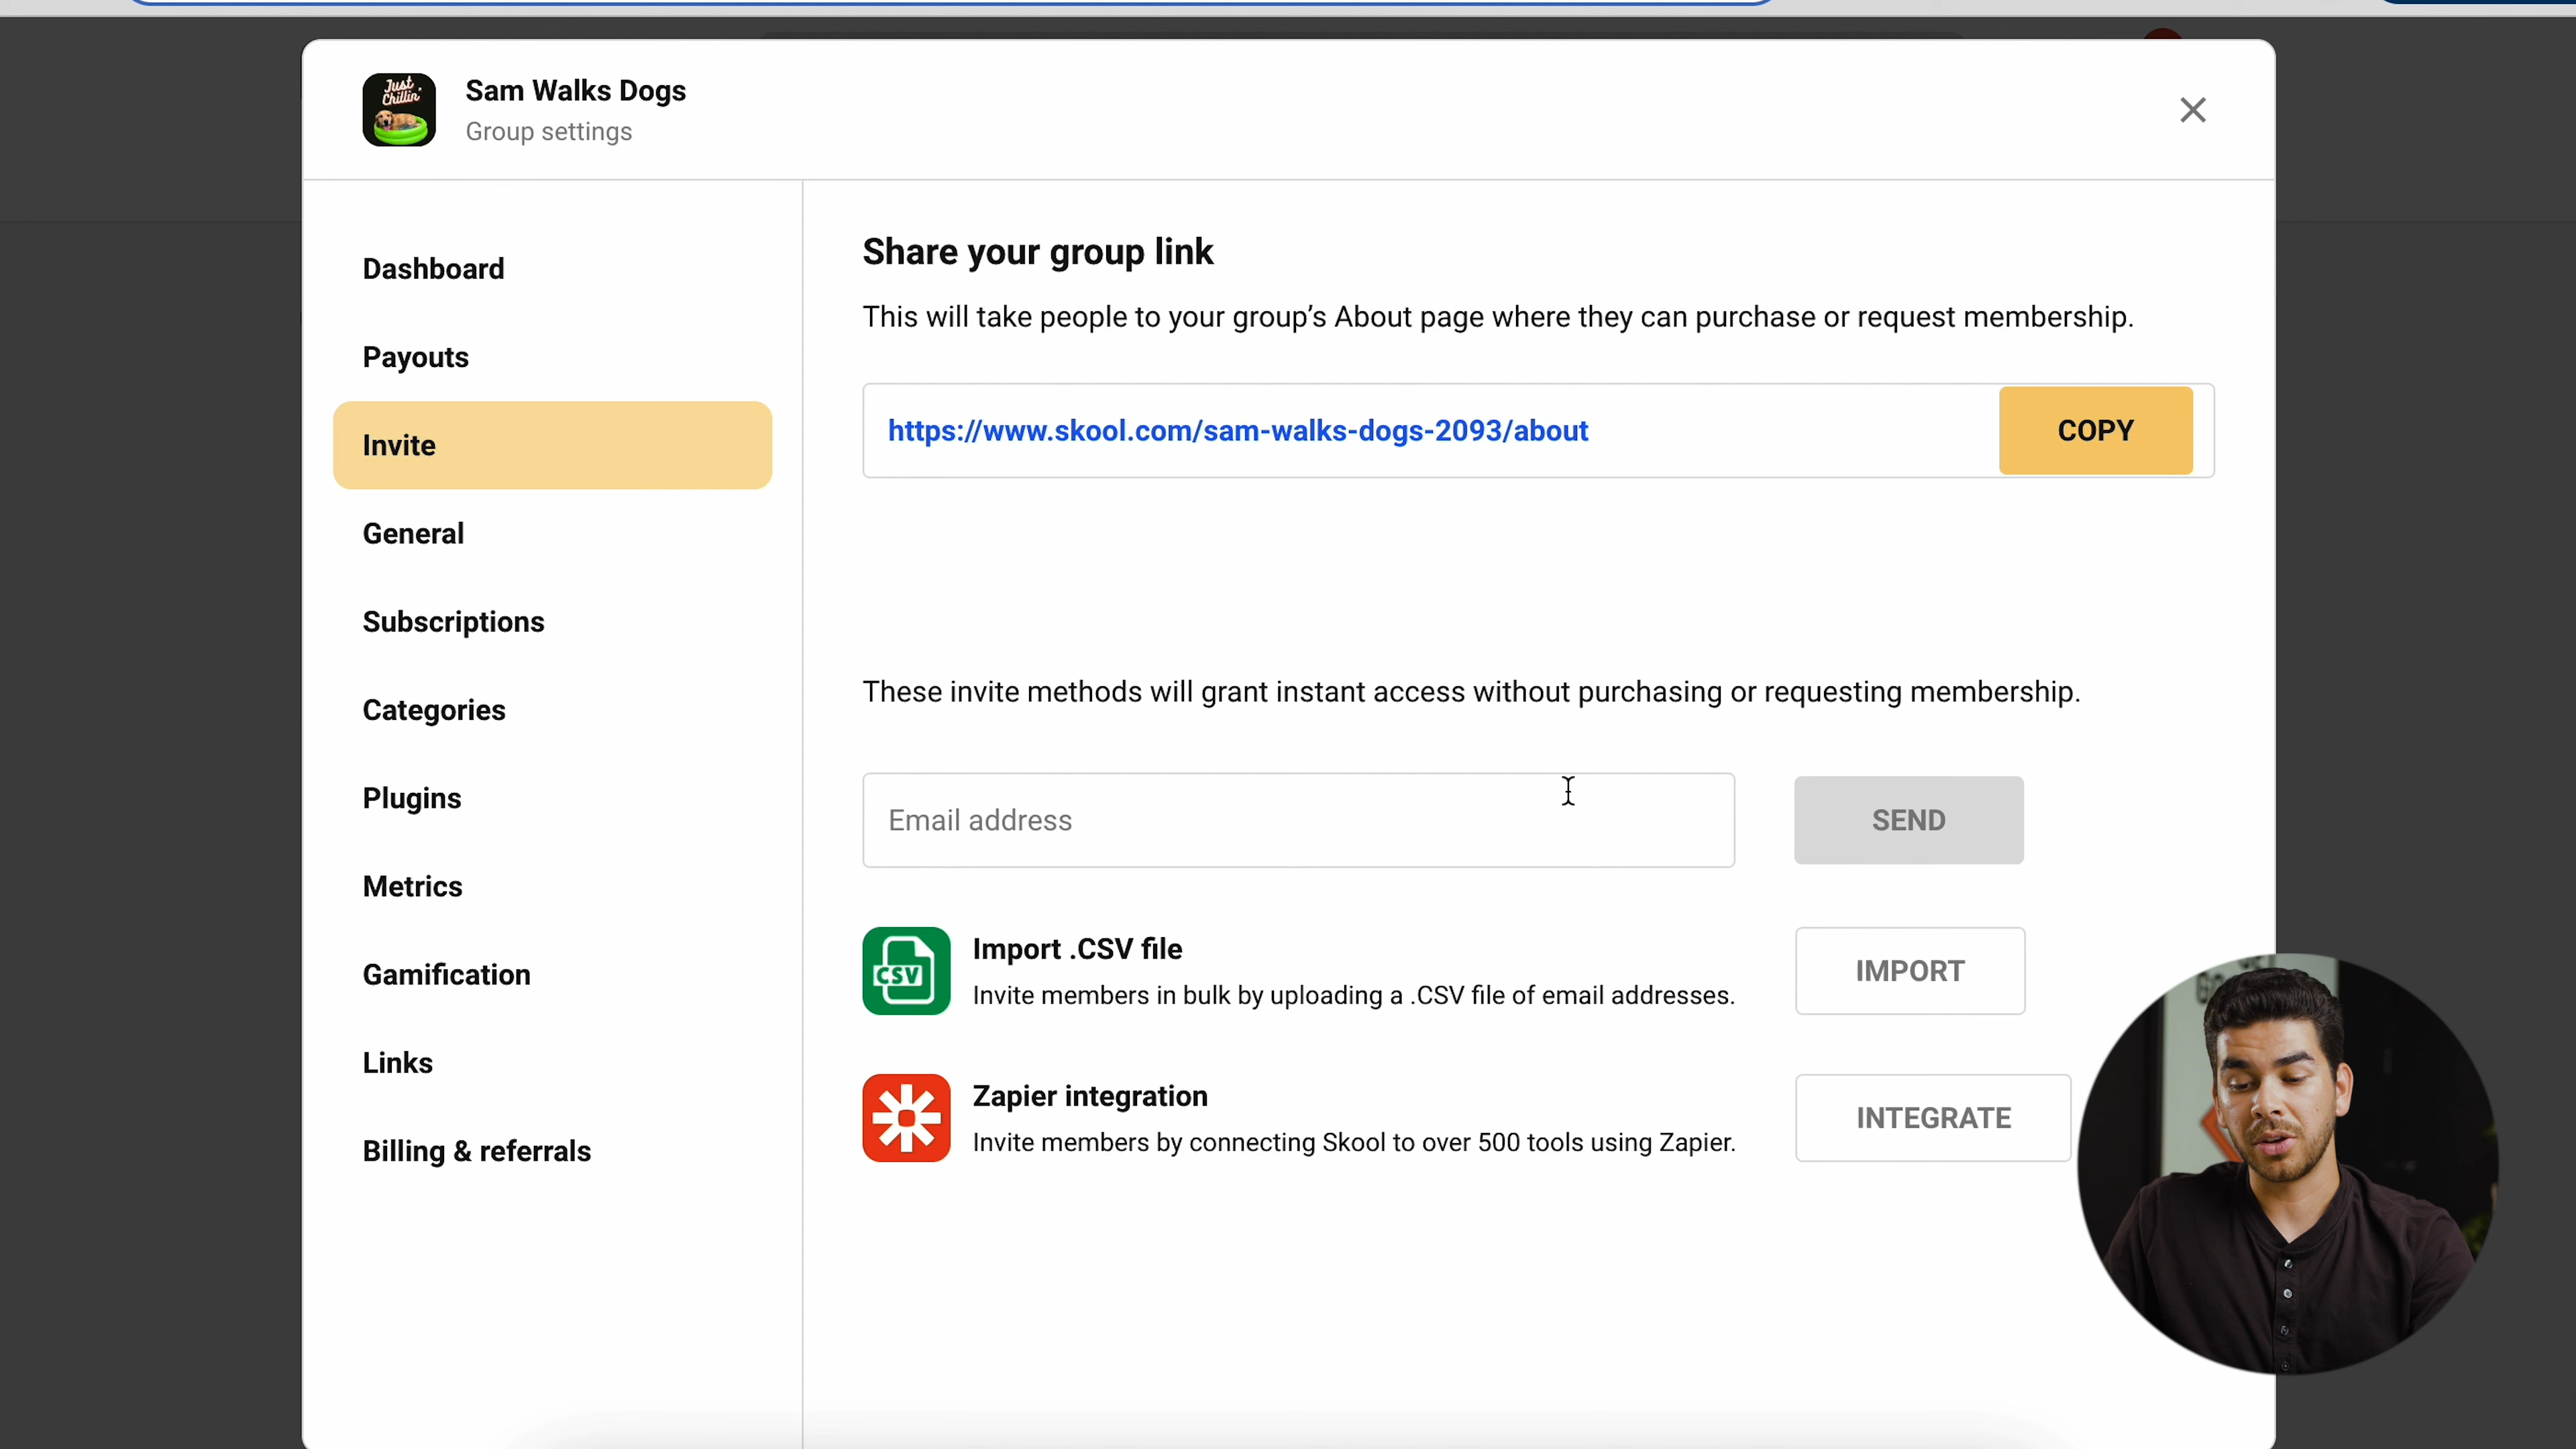 Just
Chillin'
Sam Walks Dogs
Group settings
Dashboard
Payouts
Invite
General
Subscriptions
Categories
Plugins
Metrics
Gamification
Links
Billing & referrals
Share your group link
This will take people to your group’s About page where they can purchase or request membership.
https://www.skool.com/sam-walks-dogs-2093/about
COPY
These invite methods will grant instant access without purchasing or requesting membership.
Email address
SEND
CSV
Import .CSV file
Invite members in bulk by uploading a .CSV file of email addresses.
IMPORT
Zapier integration
Invite members by connecting Skool to over 500 tools using Zapier.
INTEGRATE